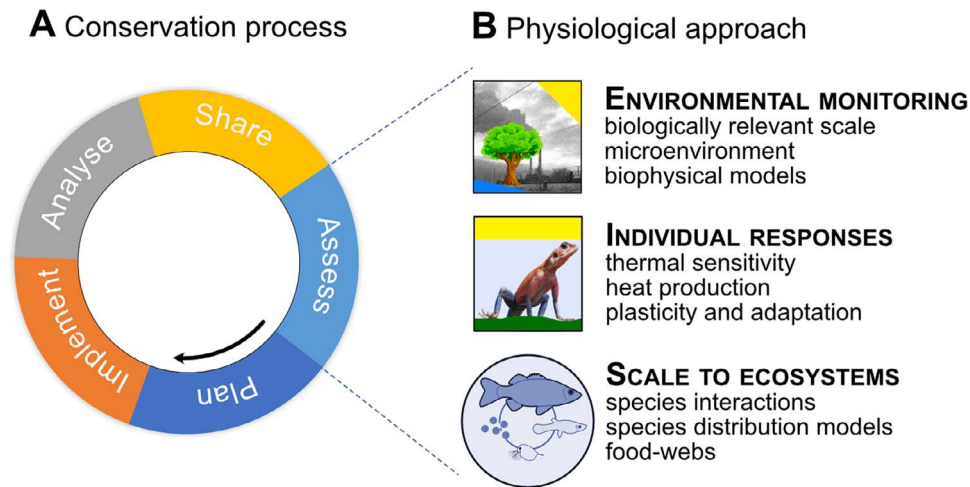 A Conservation process
Share
Assess
Plan
Implement
Analyse
B Physiological approach
ENVIRONMENTAL MONITORING
biologically relevant scale
microenvironment
biophysical models
INDIVIDUAL RESPONSES
thermal sensitivity
heat production
plasticity and adaptation
SCALE TO ECOSYSTEMS
species interactions
species distribution models
food-webs